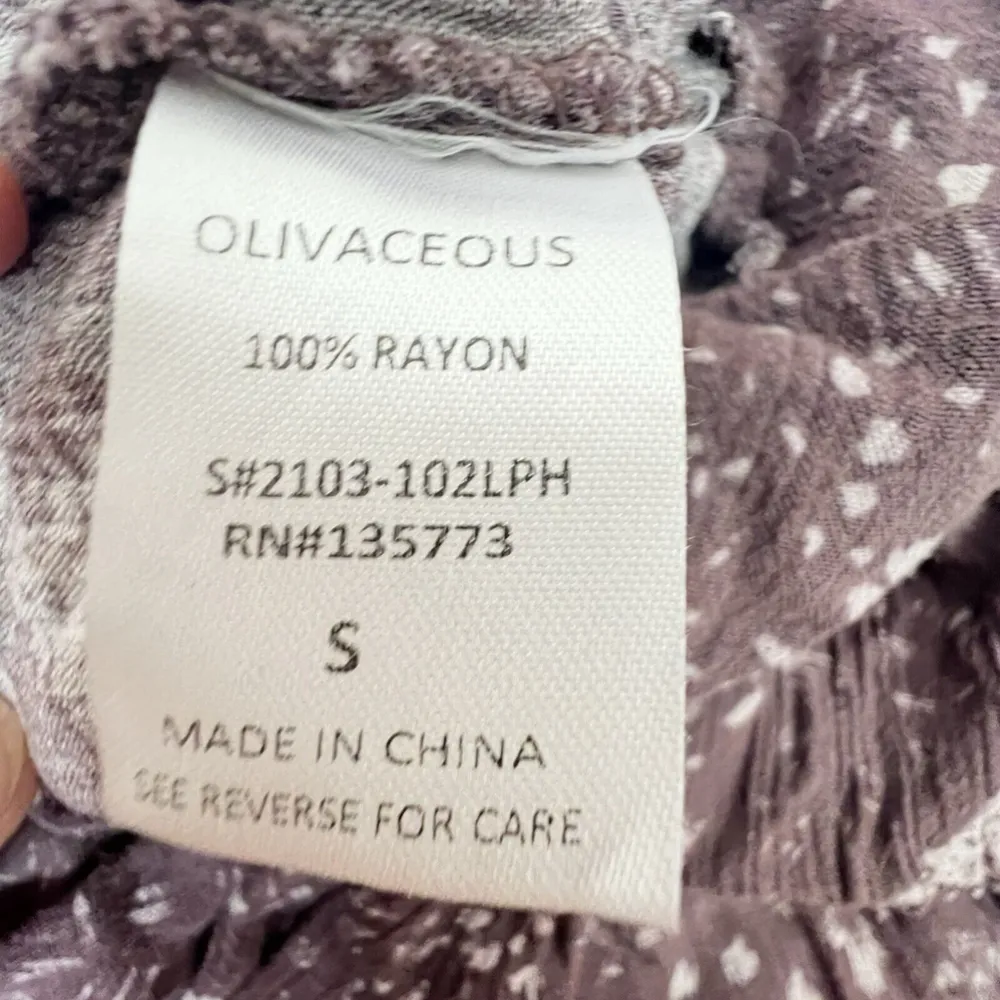 OLIVACEOUS
100% RAYON
S#2103-102LPH
RN#135773
S
MADE IN CHINA
SEE REVERSE FOR CARE